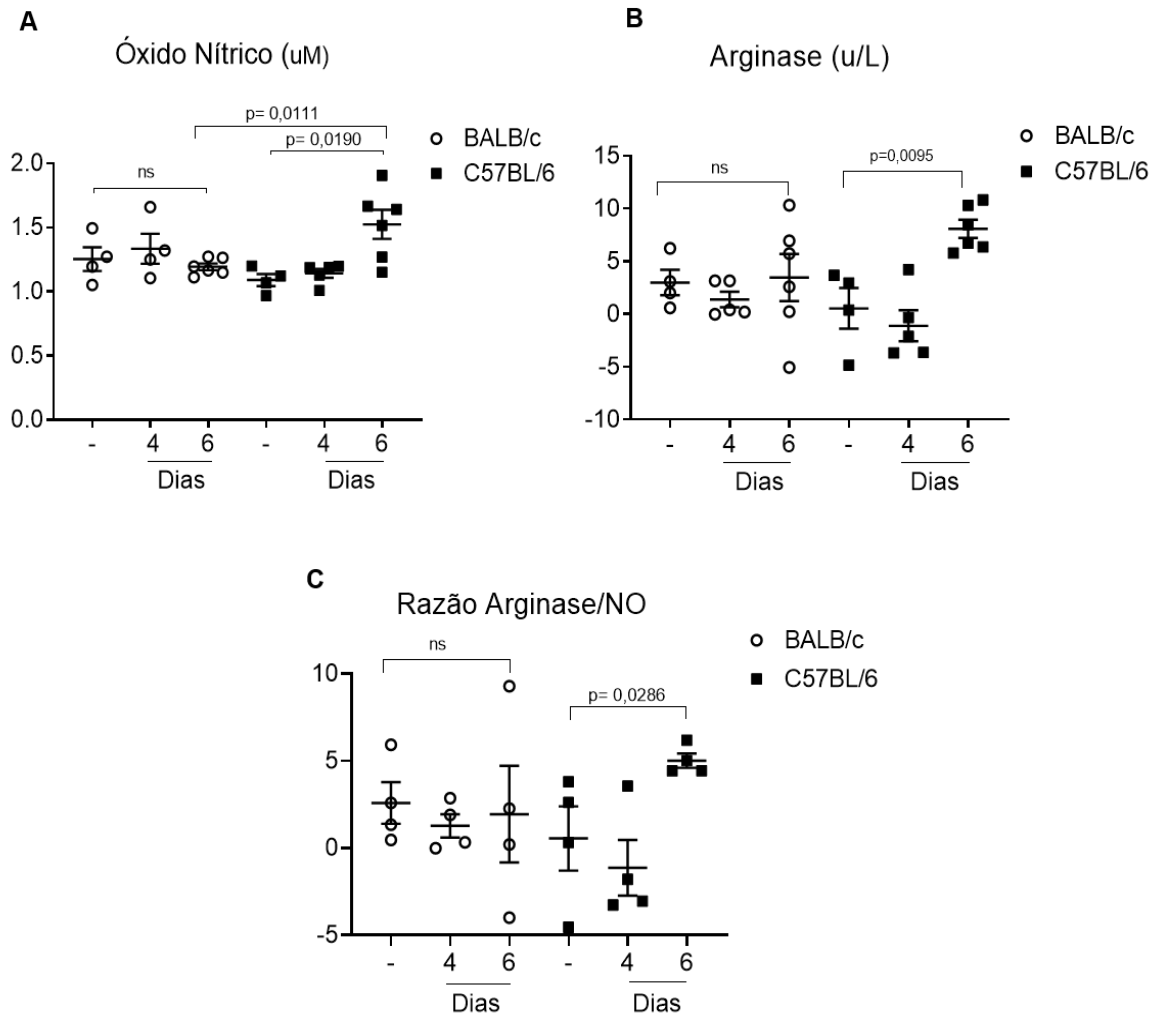 A
Óxido Nítrico (uM)
p= 0,0111
p= 0,0190
ns
BALB/c
C57BL/6
2.0
1.5
1.0
0.5
0.0
- 4 6 - 4 6
Dias Dias
B
Arginase (u/L)
ns
p=0,0095
BALB/c
C57BL/6
15
10
5
0
-5
-10
- 4 6 - 4 6
Dias Dias
C
Razão Arginase/NO
ns
p= 0,0286
BALB/c
C57BL/6
10
5
0
-5
- 4 6 - 4 6
Dias Dias